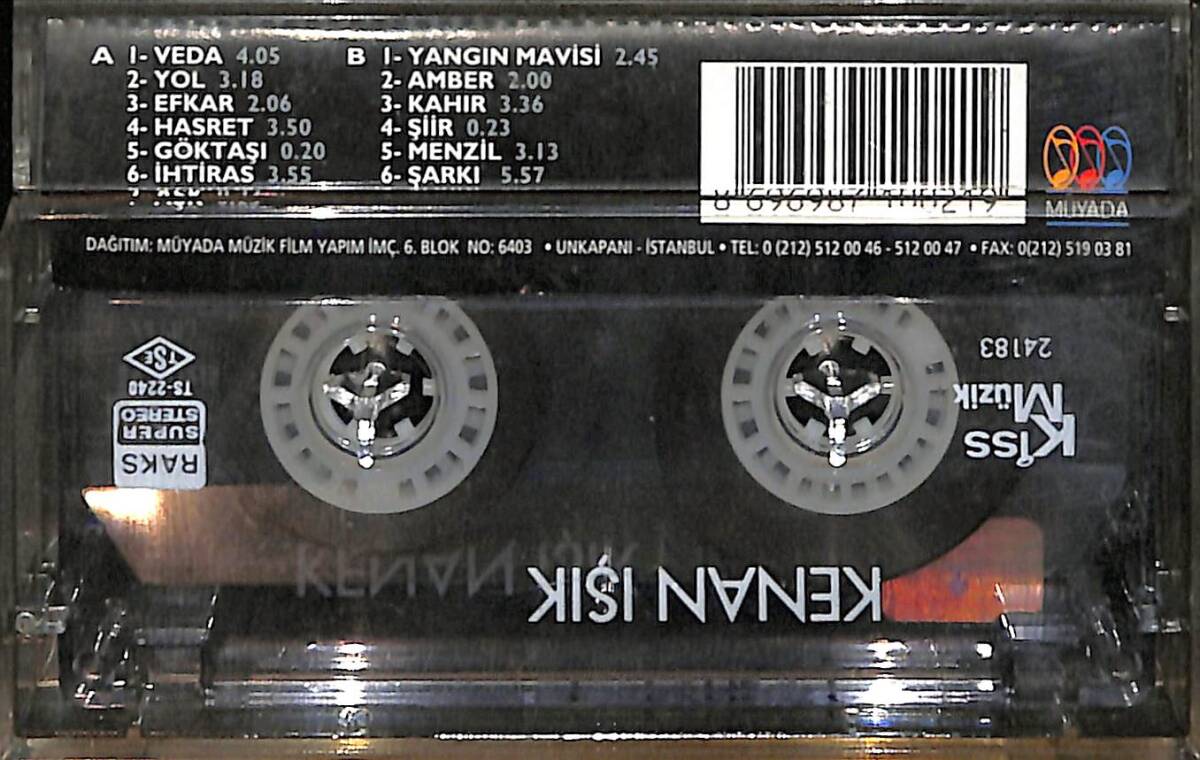 A 1- VEDA 4.05
2- YOL 3.18
3- EFKAR 2.06
4- HASRET 3.50
5- GÖKTAŞI 0.20
6- İHTİRAS 3.55
B 1- YANGIN MAVİSİ 2.45
2- AMBER 2.00
3- KAHIR 3.36
4- ŞİİR 0.23
5- MENZİL 3.13
6- ŞARKI 5.57
MÜYADA
DAĞITIM: MÜYADA MÜZİK FİLM YAPIM İMÇ. 6. BLOK NO: 6403 • UNKAPANI - İSTANBUL • TEL: 0 (212) 512 00 46 - 512 00 47 • FAX: 0(212) 519 03 81
KENAN IŞIK
Kiss
Müzik
24183
RAKS
SUPER
STEREO
TS-2240
TSE